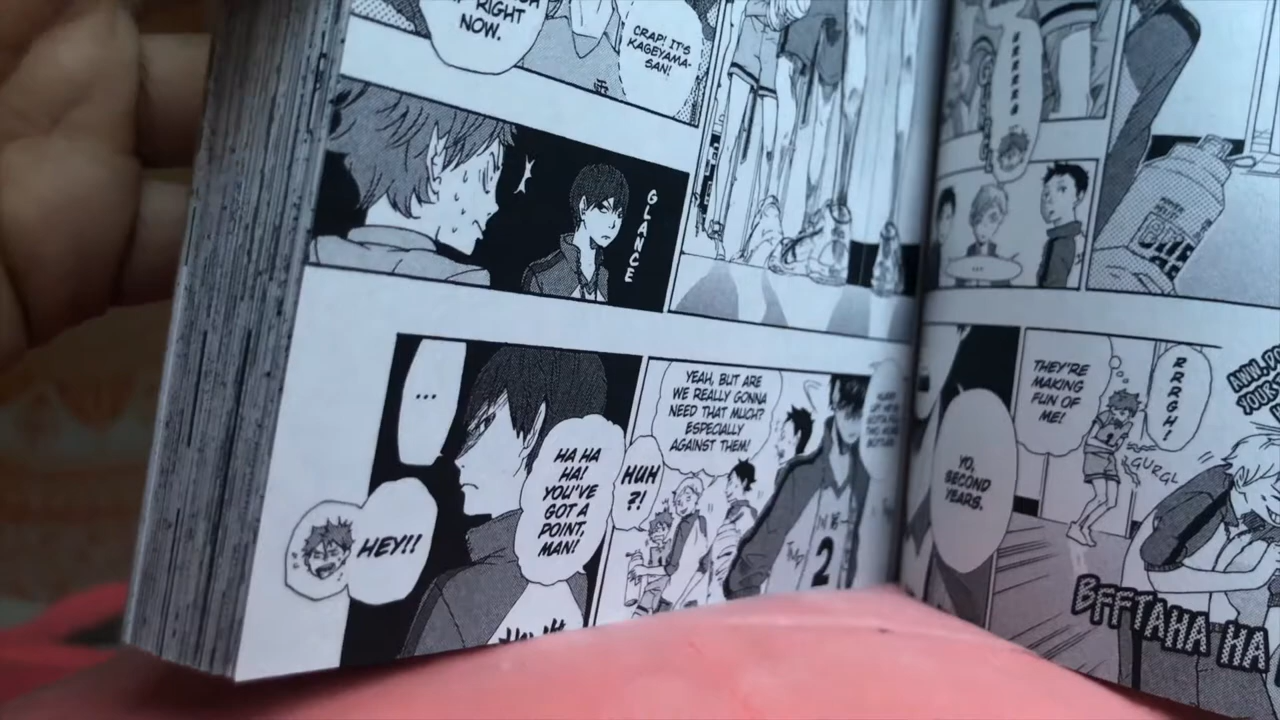 RIGHT
NOW.
CRAP! IT'S
KAGEYAMA-
SAN!
GLANCE
...
HEY!!
HA HA
HA!
YOU'VE
GOT A
POINT,
MAN!
HUH
?!
YEAH, BUT ARE
WE REALLY GONNA
NEED THAT MUCH?
ESPECIALLY
AGAINST THEM!
2
...
YO,
SECOND
YEARS.
THEY'RE
MAKING
FUN OF
ME!
RRRGH!
GURGL
YOUR
BFFTAHA HA